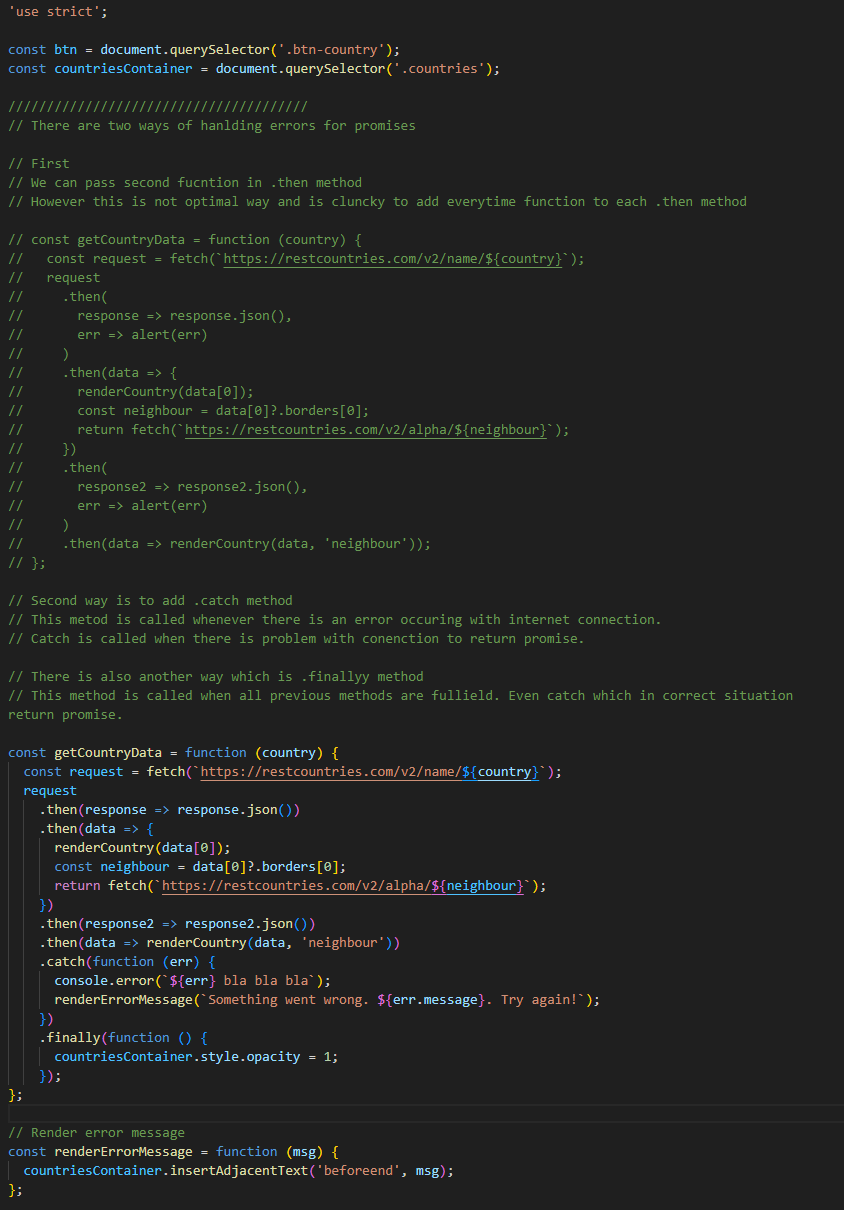 'use strict';
const btn = document.querySelector('.btn-country');
const countriesContainer = document.querySelector('.countries');
///////////////////////////////////////
// There are two ways of hanlding errors for promises
// First
// We can pass second fucntion in .then method
// However this is not optimal way and is cluncky to add everytime function to each .then method
// const getCountryData = function (country) {
//   const request = fetch(`https://restcountries.com/v2/name/${country}`);
//   request
//     .then(
//       response => response.json(),
//       err => alert(err)
//     )
//     .then(data => {
//       renderCountry(data[0]);
//       const neighbour = data[0]?.borders[0];
//       return fetch(`https://restcountries.com/v2/alpha/${neighbour}`);
//     })
//     .then(
//       response2 => response2.json(),
//       err => alert(err)
//     )
//     .then(data => renderCountry(data, 'neighbour'));
// };
// Second way is to add .catch method
// This metod is called whenever there is an error occuring with internet connection.
// Catch is called when there is problem with conenction to return promise.
// There is also another way which is .finallyy method
// This method is called when all previous methods are fullield. Even catch which in correct situation
return promise.
const getCountryData = function (country) {
  const request = fetch(`https://restcountries.com/v2/name/${country}`);
  request
    .then(response => response.json())
    .then(data => {
      renderCountry(data[0]);
      const neighbour = data[0]?.borders[0];
      return fetch(`https://restcountries.com/v2/alpha/${neighbour}`);
    })
    .then(response2 => response2.json())
    .then(data => renderCountry(data, 'neighbour'))
    .catch(function (err) {
      console.error(`${err} bla bla bla`);
      renderErrorMessage(`Something went wrong. ${err.message}. Try again!`);
    })
    .finally(function () {
      countriesContainer.style.opacity = 1;
    });
};
// Render error message
const renderErrorMessage = function (msg) {
  countriesContainer.insertAdjacentText('beforeend', msg);
};